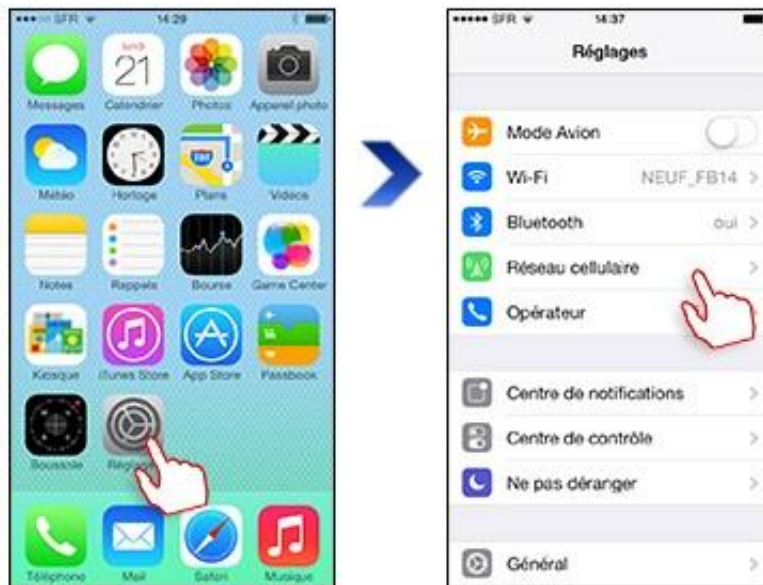 SFR 14:29
lundi
21
Messages Calendrier Photos Appareil photo
Météo Horloge Plans Vidéos
Notes Rappels Bourse Game Center
Kiosque iTunes Store App Store Passbook
Boussole
Téléphone Mail Safari Musique
SFR 14:37
Réglages
Mode Avion
Wi-Fi NEUF_FB14
Bluetooth oui
Réseau cellulaire
Opérateur
Centre de notifications
Centre de contrôle
Ne pas déranger
Général